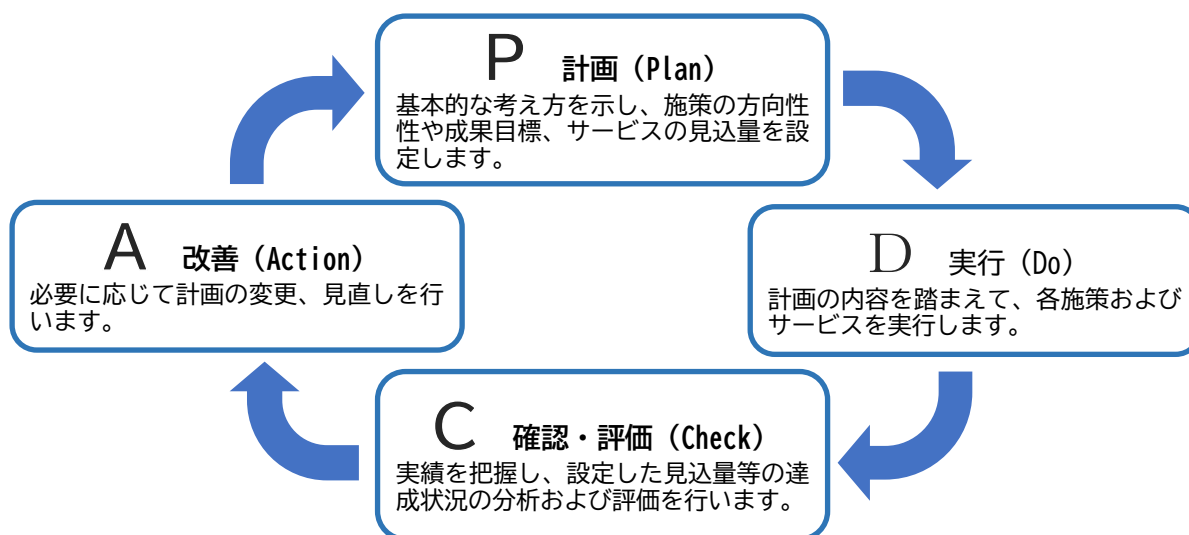 P 計画（Plan）
基本的な考え方を示し、施策の方向性
性や成果目標、サービスの見込量を設
定します。
A 改善（Action）
必要に応じて計画の変更、見直しを行
います。
D 実行（Do）
計画の内容を踏まえて、各施策および
サービスを実行します。
C 確認・評価（Check）
実績を把握し、設定した見込量等の達
成状況の分析および評価を行います。